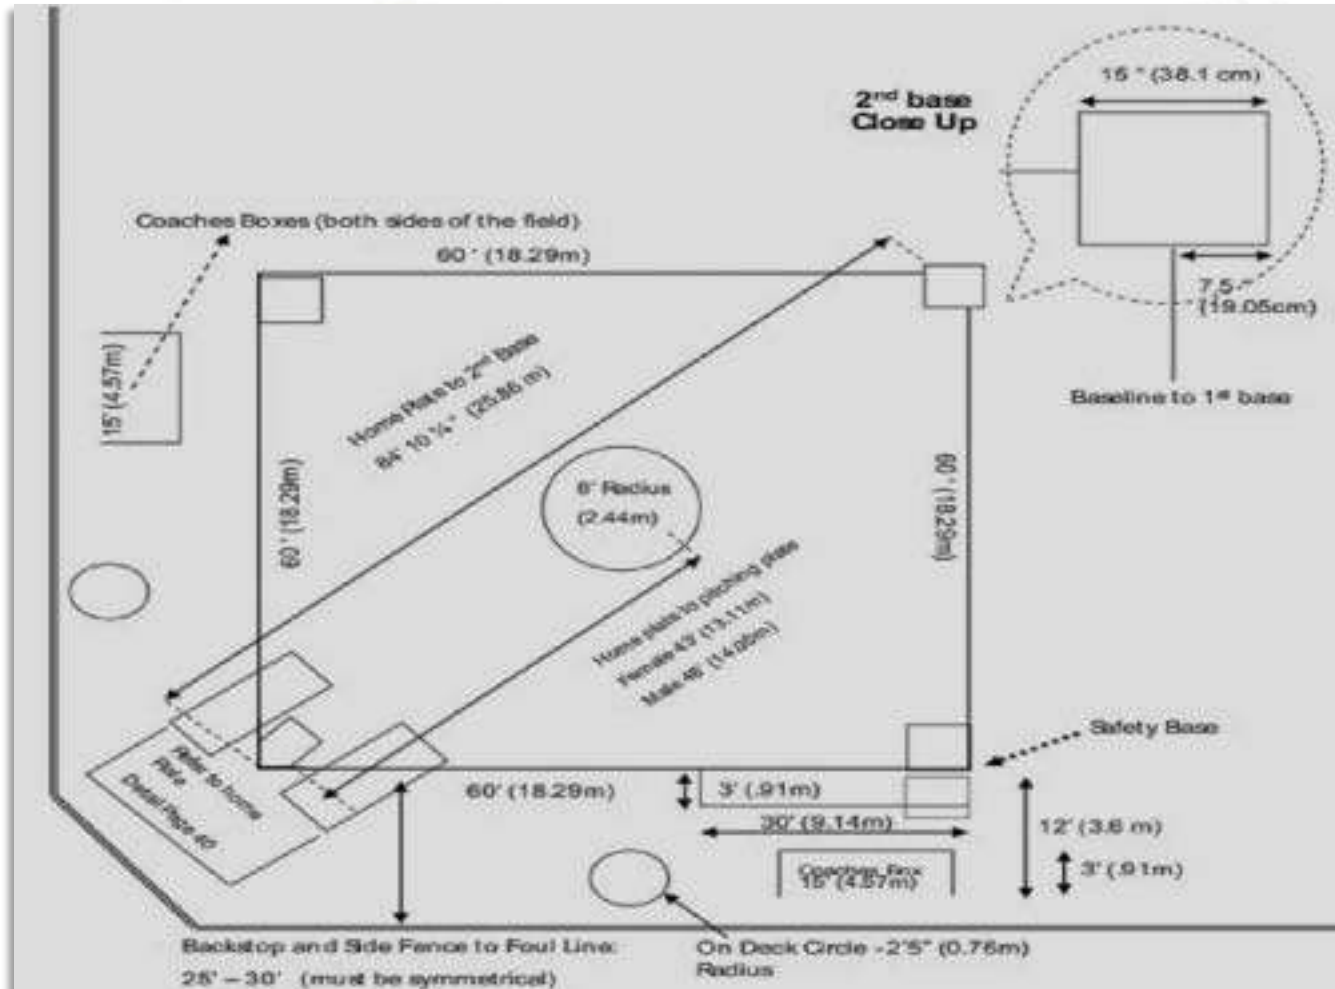 15 " (38.1 cm)
2nd base
Close Up
Coaches Boxes (both sides of the field)
60 ' (18.29m)
7.5 "
(19.05cm)
15' (4.57m)
Home Plate to 2nd Base
84' 10 ¼ " (25.86 m)
Baseline to 1st base
60 ' (18.29m)
8' Radius
(2.44m)
60 ' (18.29m)
Home plate to pitching plate
Female 43' (13.11m)
Male 46' (14.05m)
Safety Base
Refer to home
Plate
Detail Page 40
60' (18.29m)
3' (.91m)
30' (9.14m)
12' (3.6 m)
Coaches Box
15' (4.57m)
3' (.91m)
Backstop and Side Fence to Foul Line:
25' – 30' (must be symmetrical)
On Deck Circle -2'5" (0.76m)
Radius